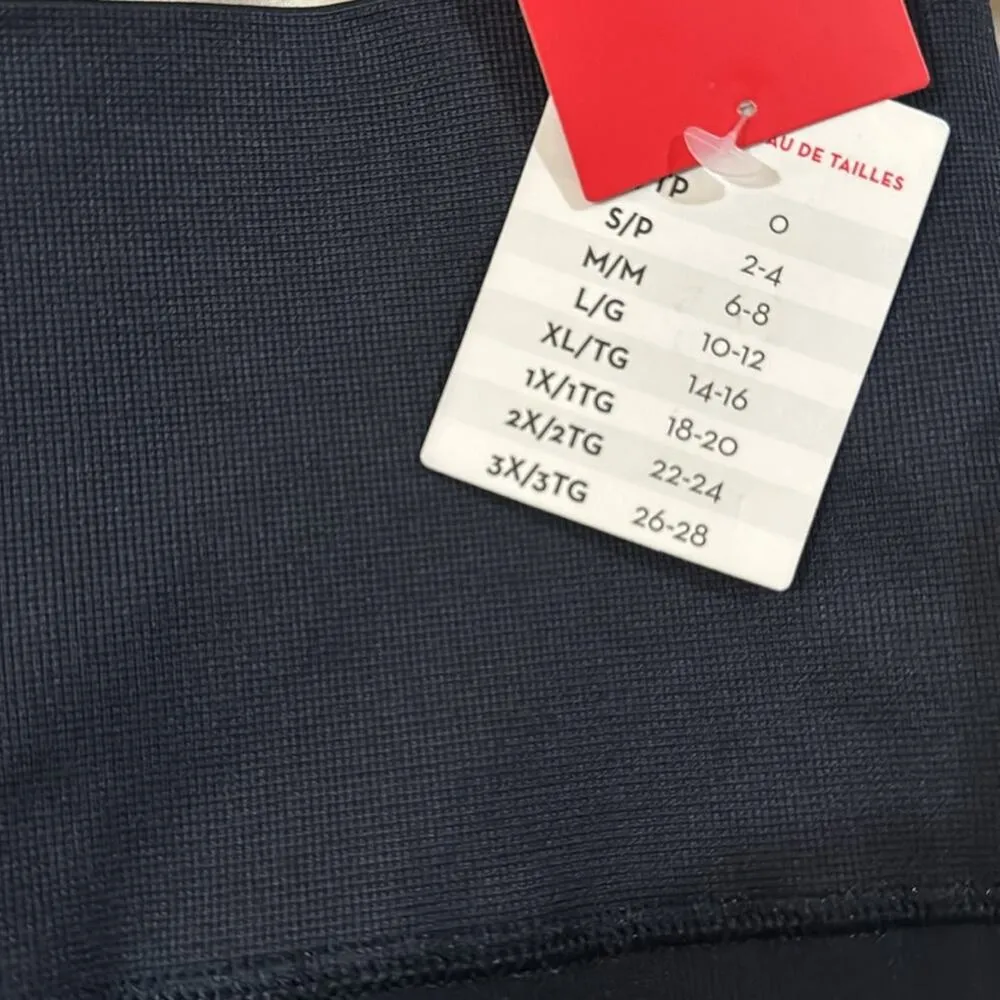 DE TAILLES
O
S/P 2-4
M/M 6-8
L/G 10-12
XL/TG 14-16
1X/1TG 18-20
2X/2TG 22-24
3X/3TG 26-28